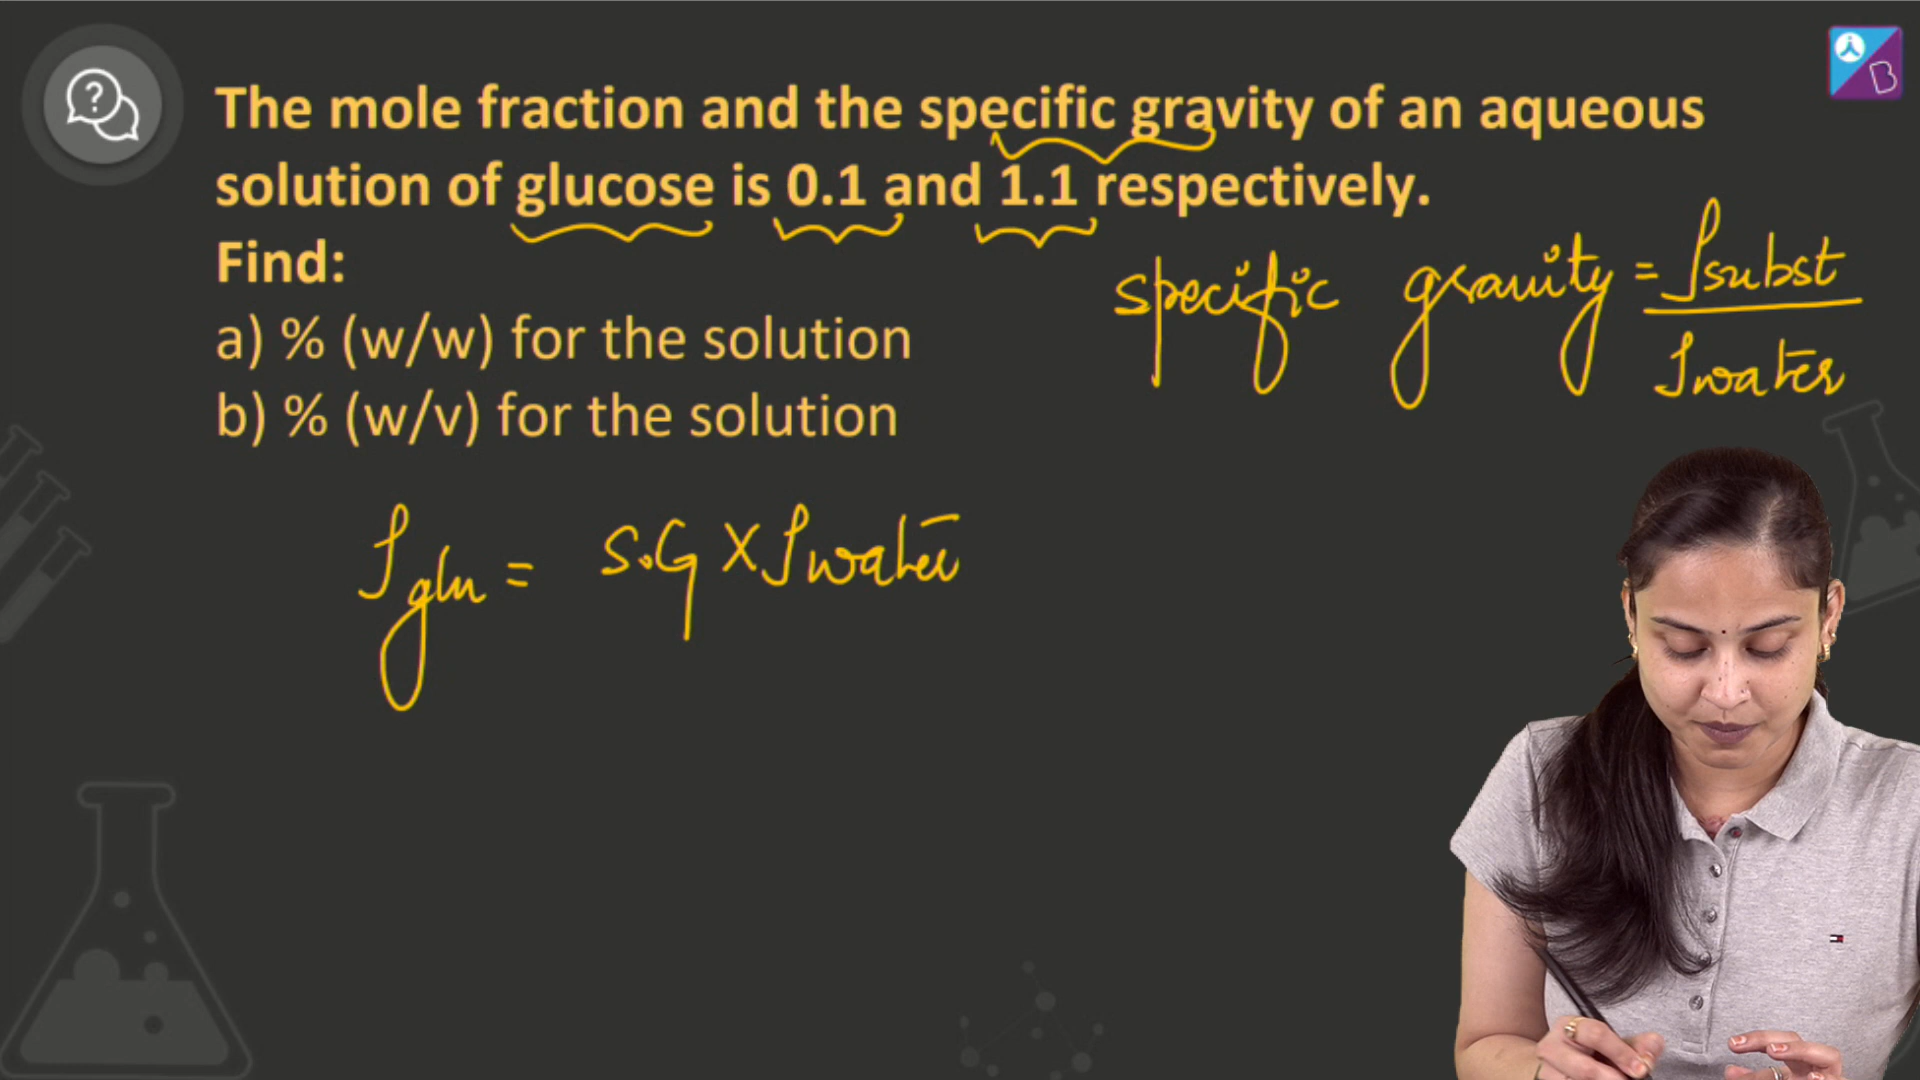 The mole fraction and the specific gravity of an aqueous
solution of glucose is 0.1 and 1.1 respectively.
Find:
a) % (w/w) for the solution
b) % (w/v) for the solution
specific gravity = ρsubst
ρwater
ρglu = S.G X ρwater